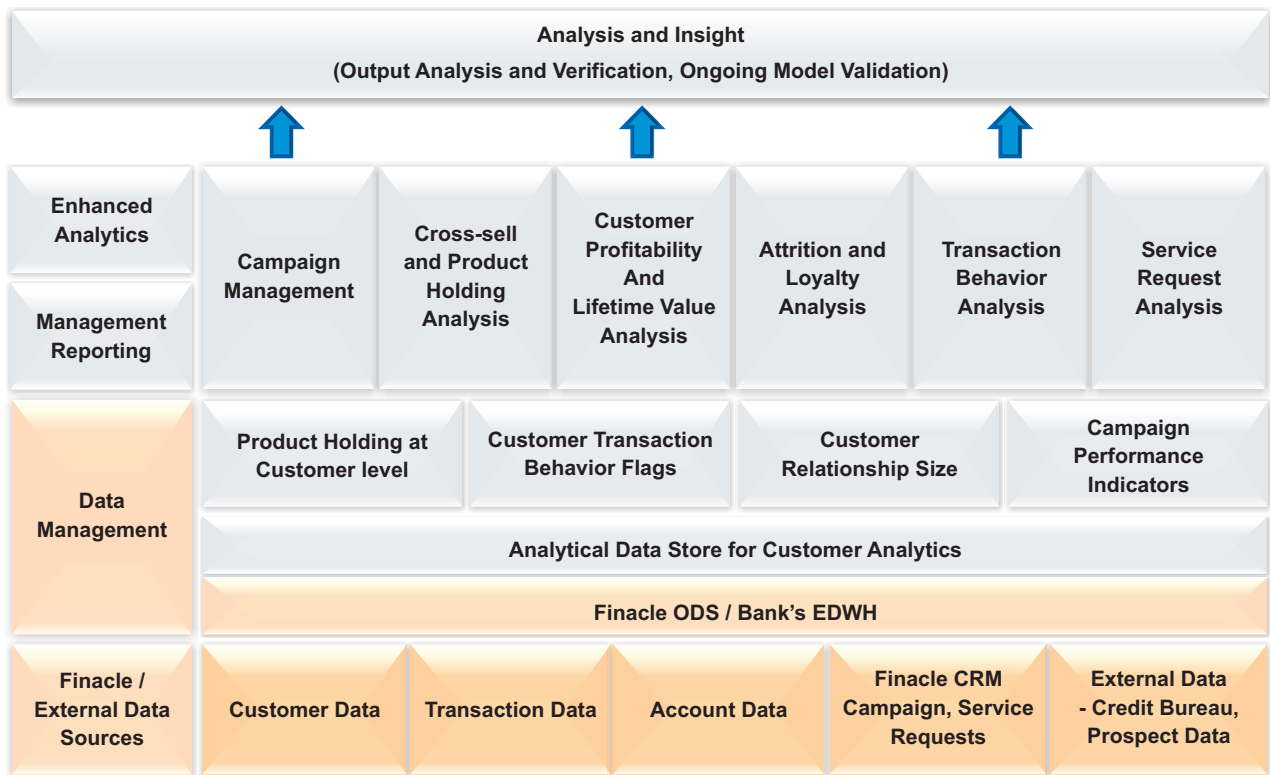 Analysis and Insight
(Output Analysis and Verification, Ongoing Model Validation)
Enhanced
Analytics
Management
Reporting
Campaign
Management
Cross-sell
and Product
Holding
Analysis
Customer
Profitability
And
Lifetime Value
Analysis
Attrition and
Loyalty
Analysis
Transaction
Behavior
Analysis
Service
Request
Analysis
Data
Management
Product Holding at
Customer level
Customer Transaction
Behavior Flags
Customer
Relationship Size
Campaign
Performance
Indicators
Analytical Data Store for Customer Analytics
Finacle ODS / Bank's EDWH
Finacle /
External Data
Sources
Customer Data
Transaction Data
Account Data
Finacle CRM
Campaign, Service
Requests
External Data
- Credit Bureau,
Prospect Data